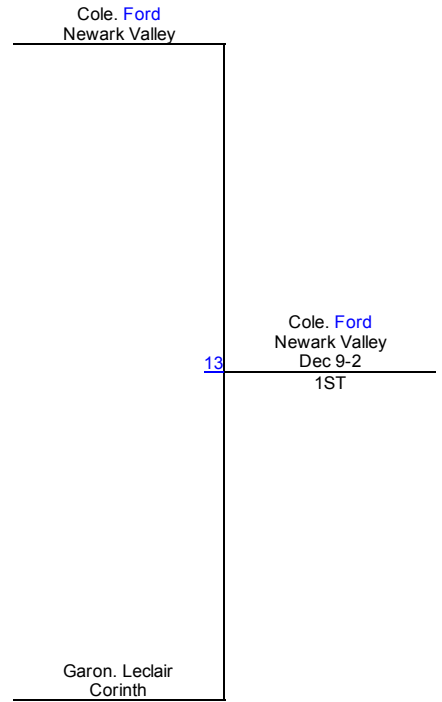 Cole. Ford
Newark Valley
Cole. Ford
Newark Valley
Dec 9-2
13
1ST
Garon. Leclair
Corinth